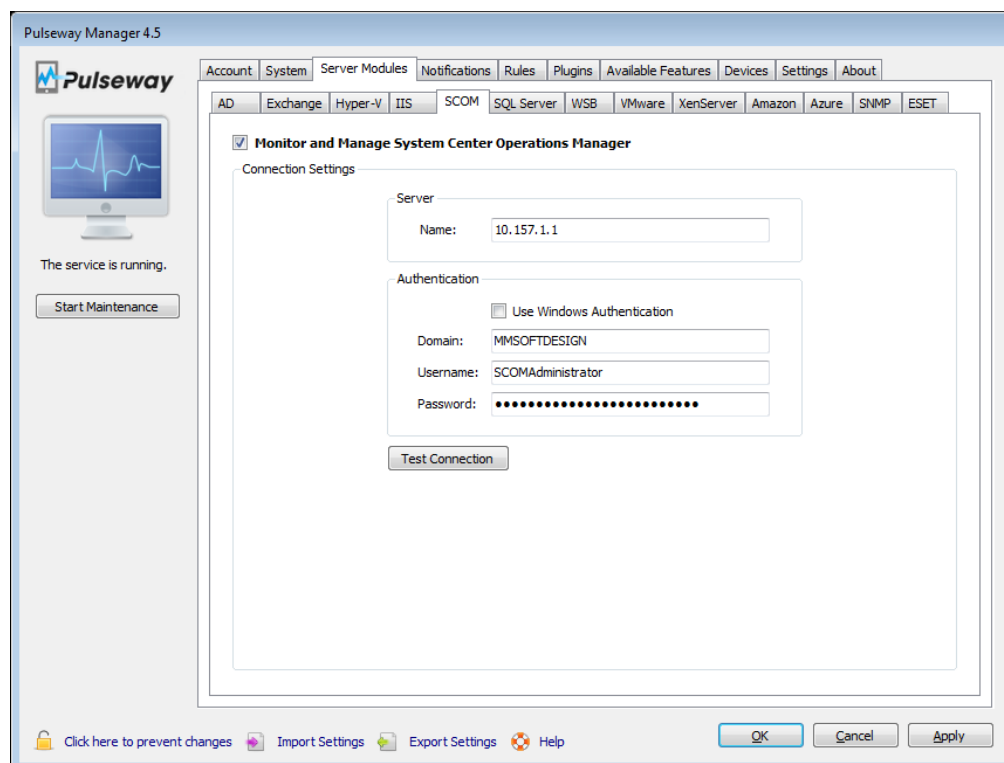 Pulseway Manager 4.5
Pulseway
Account System Server Modules Notifications Rules Plugins Available Features Devices Settings About
AD Exchange Hyper-V IIS SCOM SQL Server WSB VMware XenServer Amazon Azure SNMP ESET
Monitor and Manage System Center Operations Manager
Connection Settings
Server
Name: 10.157.1.1
The service is running.
Authentication
Start Maintenance
Use Windows Authentication
Domain: MMSOFTDESIGN
Username: SCOMAdministrator
Password: •••••••••••••••••••••••••
Test Connection
Click here to prevent changes Import Settings Export Settings Help OK Cancel Apply